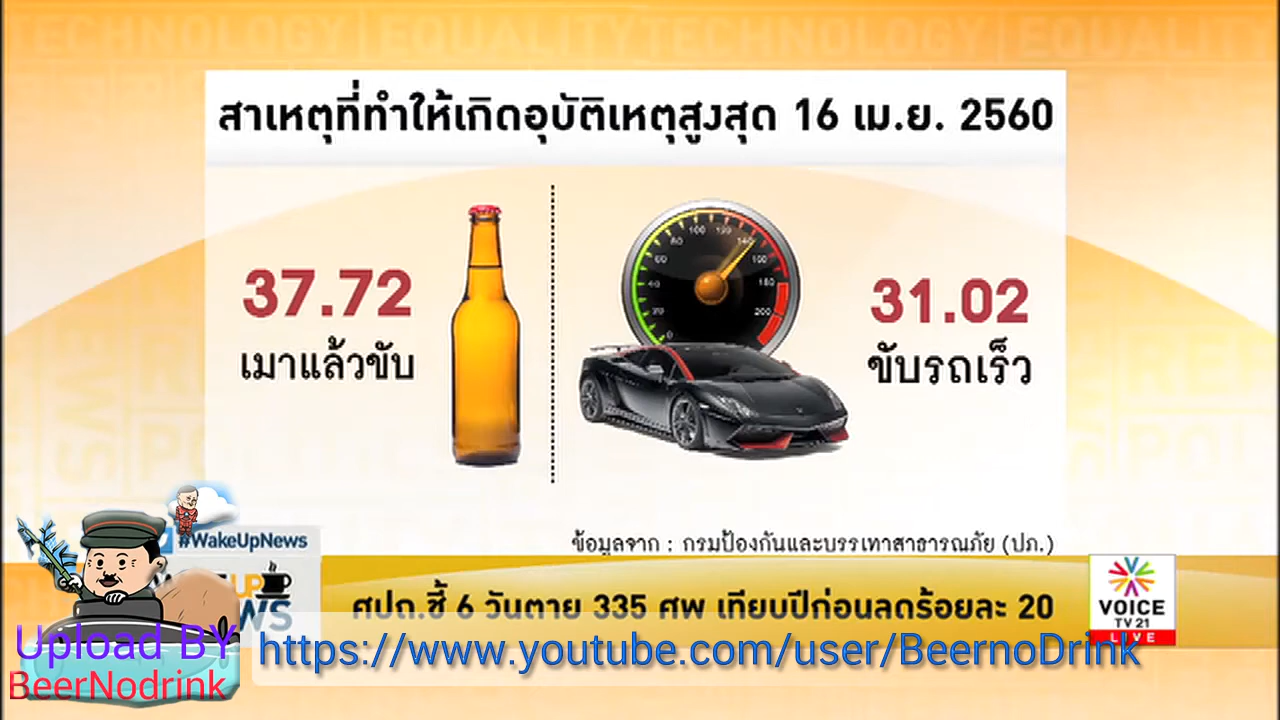 TECHNOLOGY | EQUALITY TECHNOLOGY | EQUALITY
สาเหตุที่ทำให้เกิดอุบัติเหตุสูงสุด 16 เม.ย. 2560
37.72
เมาแล้วขับ
31.02
ขับรถเร็ว
ข้อมูลจาก : กรมป้องกันและบรรเทาสาธารณภัย (ปภ.)
#WakeUpNews
ศปถ.ชี้ 6 วันตาย 335 ศพ เทียบปีก่อนลดร้อยละ 20
VOICE
TV 21
LIVE
Upload BY
BeerNodrink
https://www.youtube.com/user/BeernoDrink